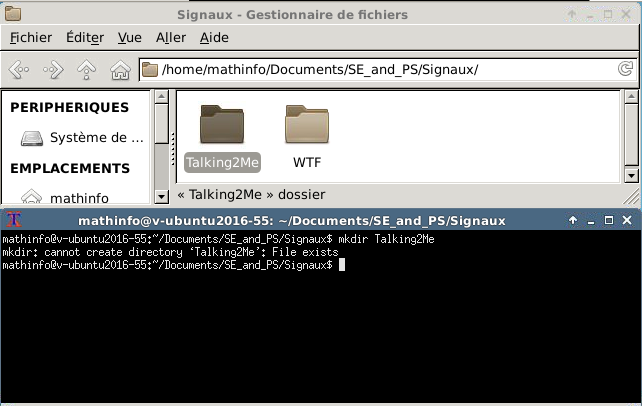 Signaux - Gestionnaire de fichiers
Fichier Éditer Vue Aller Aide
/home/mathinfo/Documents/SE_and_PS/Signaux/
PERIPHERIQUES
Système de ...
EMPLACEMENTS
mathinfo
Talking2Me
WTF
« Talking2Me » dossier
mathinfo@v-ubuntu2016-55: ~/Documents/SE_and_PS/Signaux
mathinfo@v-ubuntu2016-55:~/Documents/SE_and_PS/Signaux$ mkdir Talking2Me
mkdir: cannot create directory ‘Talking2Me’: File exists
mathinfo@v-ubuntu2016-55:~/Documents/SE_and_PS/Signaux$